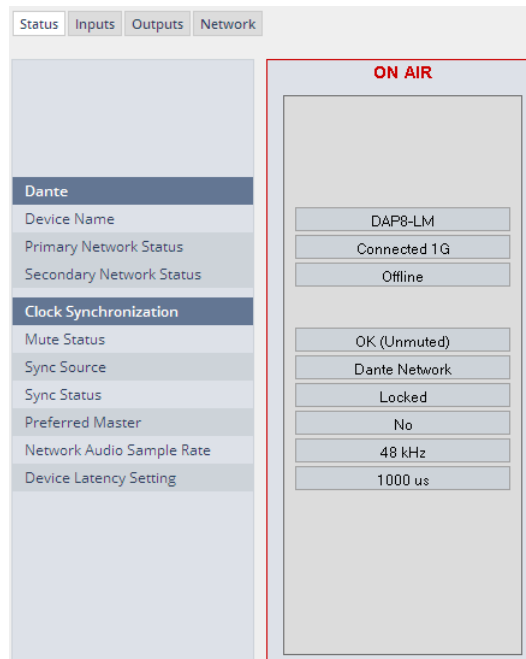 Status Inputs Outputs Network
ON AIR
Dante
Device Name DAP8-LM
Primary Network Status Connected 1G
Secondary Network Status Offline
Clock Synchronization
Mute Status OK (Unmuted)
Sync Source Dante Network
Sync Status Locked
Preferred Master No
Network Audio Sample Rate 48 kHz
Device Latency Setting 1000 us